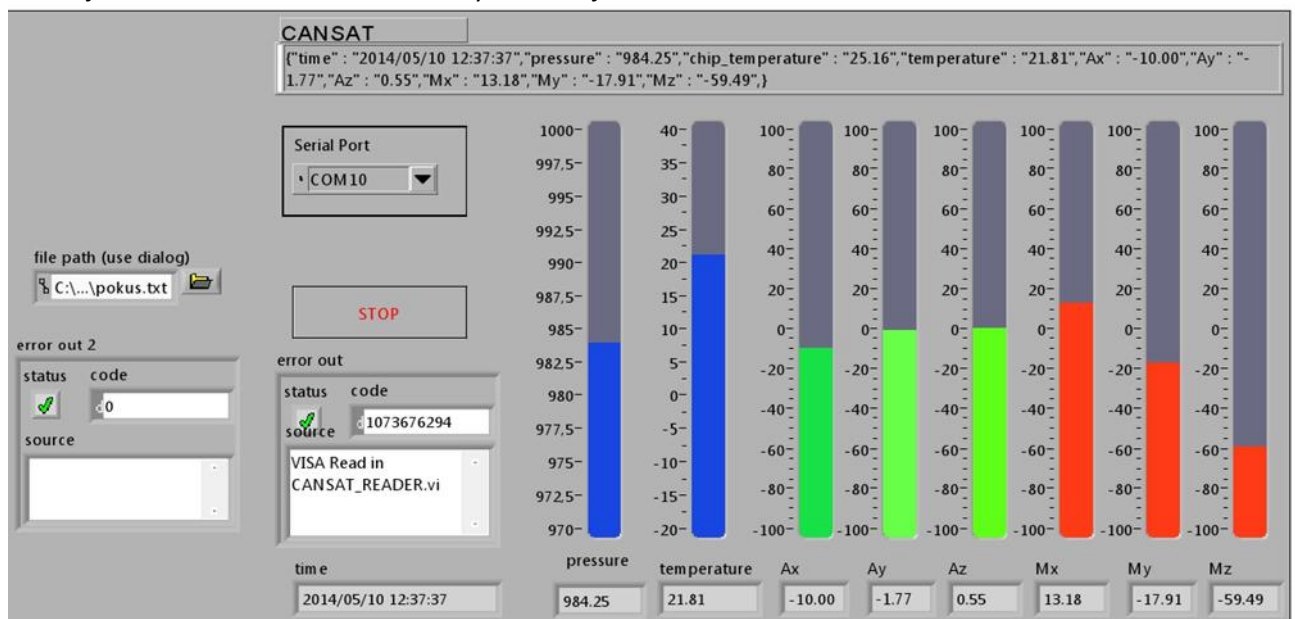 CANSAT
{"time" : "2014/05/10 12:37:37","pressure" : "984.25","chip_temperature" : "25.16","temperature" : "21.81","Ax" : "-10.00","Ay" : "-
1.77","Az" : "0.55","Mx" : "13.18","My" : "-17.91","Mz" : "-59.49",}
Serial Port
COM10
file path (use dialog)
C:\...\pokus.txt
STOP
error out 2
status code
0
source
error out
status code
1073676294
source
VISA Read in
CANSAT_READER.vi
time
2014/05/10 12:37:37
1000 40 100 100 100 100 100 100
997,5 35 80 80 80 80 80 80
995 30 60 60 60 60 60 60
992,5 25 40 40 40 40 40 40
990 20 20 20 20 20 20 20
987,5 15 0 0 0 0 0 0
985 10 -20 -20 -20 -20 -20 -20
982,5 5 -40 -40 -40 -40 -40 -40
980 0 -60 -60 -60 -60 -60 -60
977,5 -5 -80 -80 -80 -80 -80 -80
975 -10 -100 -100 -100 -100 -100 -100
972,5 -15
970 -20
pressure temperature Ax Ay Az Mx My Mz
984.25 21.81 -10.00 -1.77 0.55 13.18 -17.91 -59.49